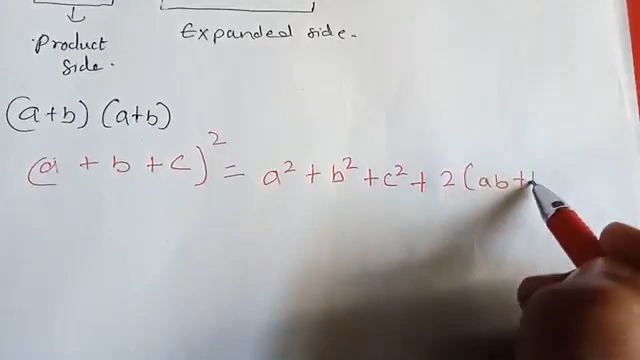 Product Expanded side.
side.
(a+b) (a+b)
(a + b + c)² = a² + b² + c² + 2 (ab +